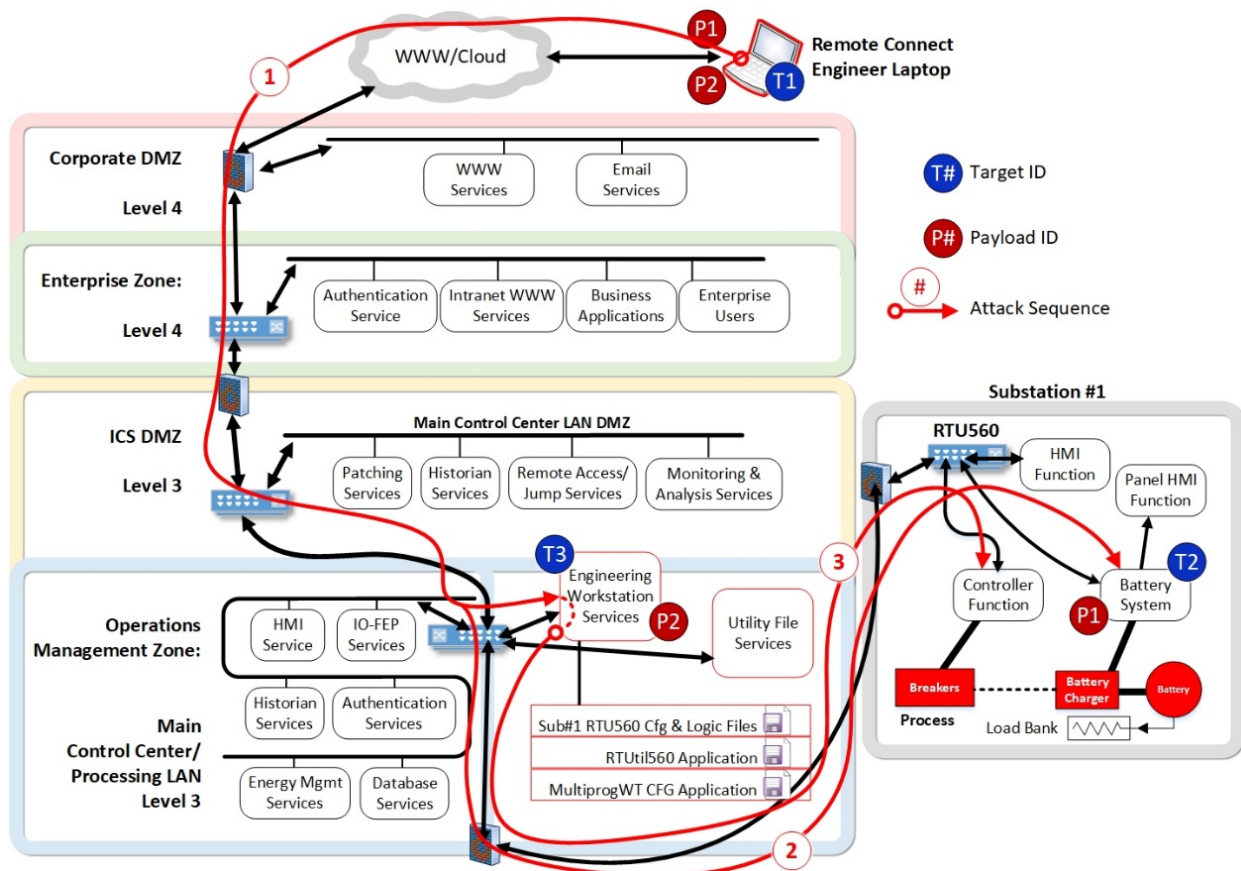 P1
WWW/Cloud
1
P2
T1
Remote Connect
Engineer Laptop
Corporate DMZ
Level 4
WWW
Services
Email
Services
T#
Target ID
P#
Payload ID
#
Attack Sequence
Enterprise Zone:
Level 4
Authentication
Service
Intranet WWW
Services
Business
Applications
Enterprise
Users
ICS DMZ
Level 3
Main Control Center LAN DMZ
Patching
Services
Historian
Services
Remote Access/
Jump Services
Monitoring &
Analysis Services
Substation #1
RTU560
HMI
Function
Panel HMI
Function
3
Controller
Function
T2
Battery
System
P1
Breakers
Process
Battery
Charger
Battery
Load Bank
Operations
Management Zone:
HMI
Service
IO-FEP
Services
T3
Engineering
Workstation
Services
P2
Utility File
Services
Historian
Services
Authentication
Services
Main
Control Center/
Processing LAN
Level 3
Energy Mgmt
Services
Database
Services
Sub#1 RTU560 Cfg & Logic Files
RTUtil560 Application
MultiprogWT CFG Application
2